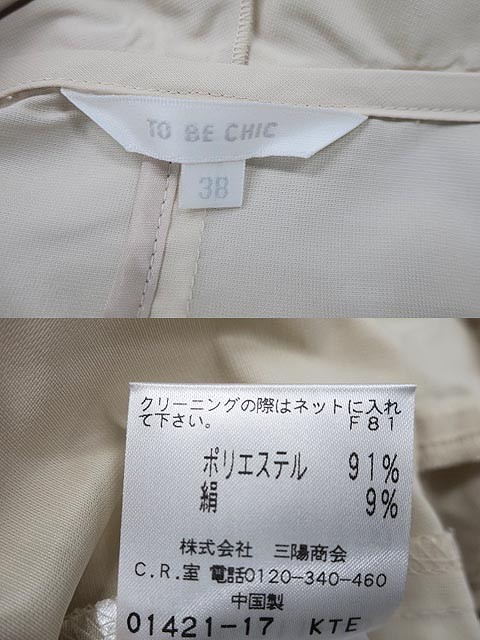 TO BE CHIC
38
クリーニングの際はネットに入れ
て下さい。 F81
ポリエステル 91%
絹 9%
株式会社 三陽商会
C.R.室 電話0120-340-460
中国製
01421-17 KTE